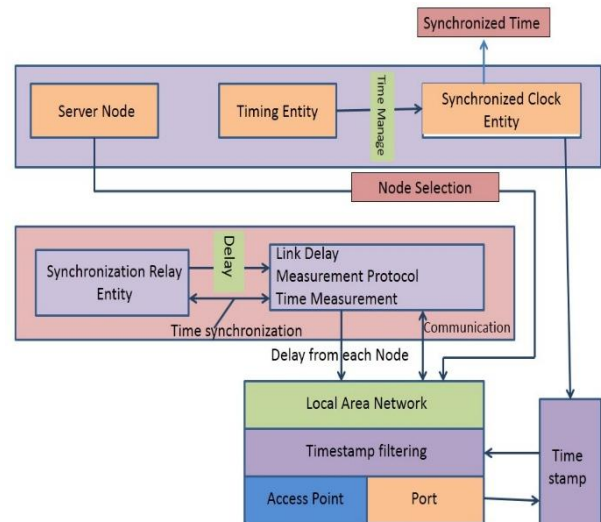 Synchronized Time
Server Node
Timing Entity
Time Manage
Synchronized Clock
Entity
Node Selection
Synchronization Relay
Entity
Delay
Link Delay
Measurement Protocol
Time Measurement
Time synchronization
Communication
Delay from each Node
Local Area Network
Timestamp filtering
Access Point
Port
Time
stamp